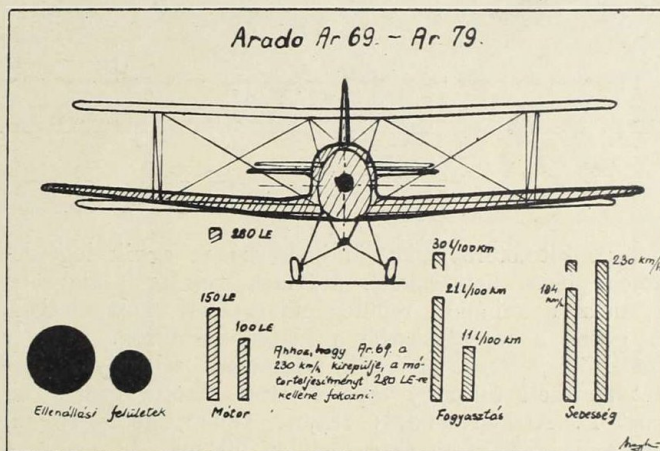 Arado Ar 69. - Ar 79.
280 LE
150 LE
100 LE
30 l/100 km
21 l/100 km
11 l/100 km
230 km/h
184
km/h
Ahhoz, hogy Ar. 69. a
230 km/h kirepülje, a mó-
torteljesítményt 280 LE-re
kellene fokozni.
Ellenállási felületek
Mótor
Fogyasztás
Sebesség